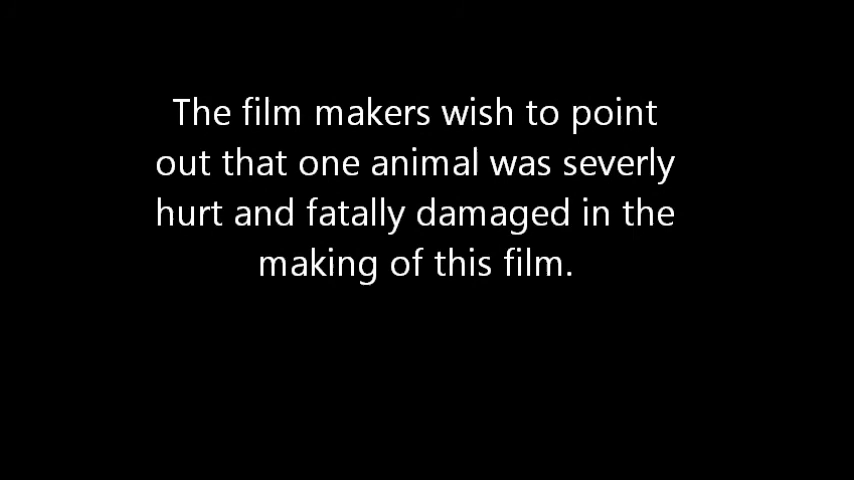 The film makers wish to point
out that one animal was severly
hurt and fatally damaged in the
making of this film.